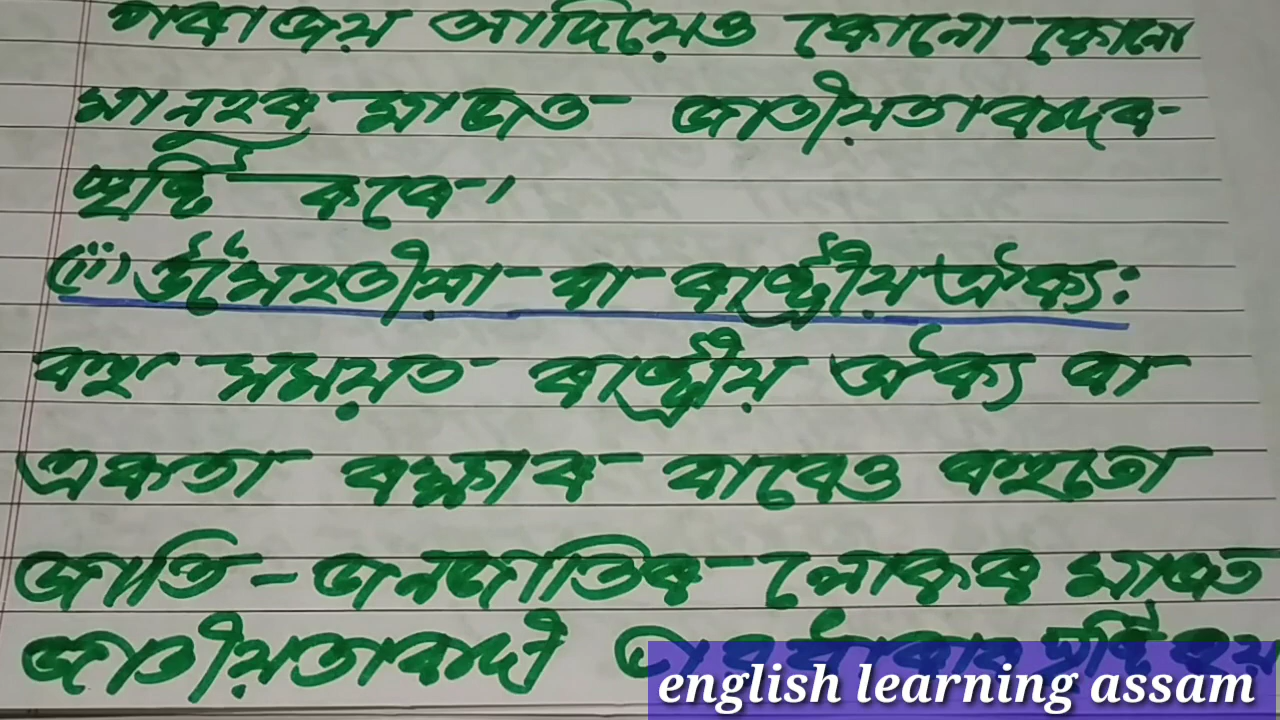 পৰাজয় আদিয়েও কোনো কোনো
মানুহৰ মাজত জাতীয়তাবাদৰ
সৃষ্টি কৰে।
(ii) উমৈহতীয়া বা ৰাষ্ট্ৰীয় ঐক্য:
বহু সময়ত ৰাষ্ট্ৰীয় ঐক্য বা
একতা ৰক্ষাৰ বাবেও বহুতো
জাতি-জনজাতিৰ লোকৰ মাজত
জাতীয়তাবাদী সৃষ্টি হয়
english learning assam